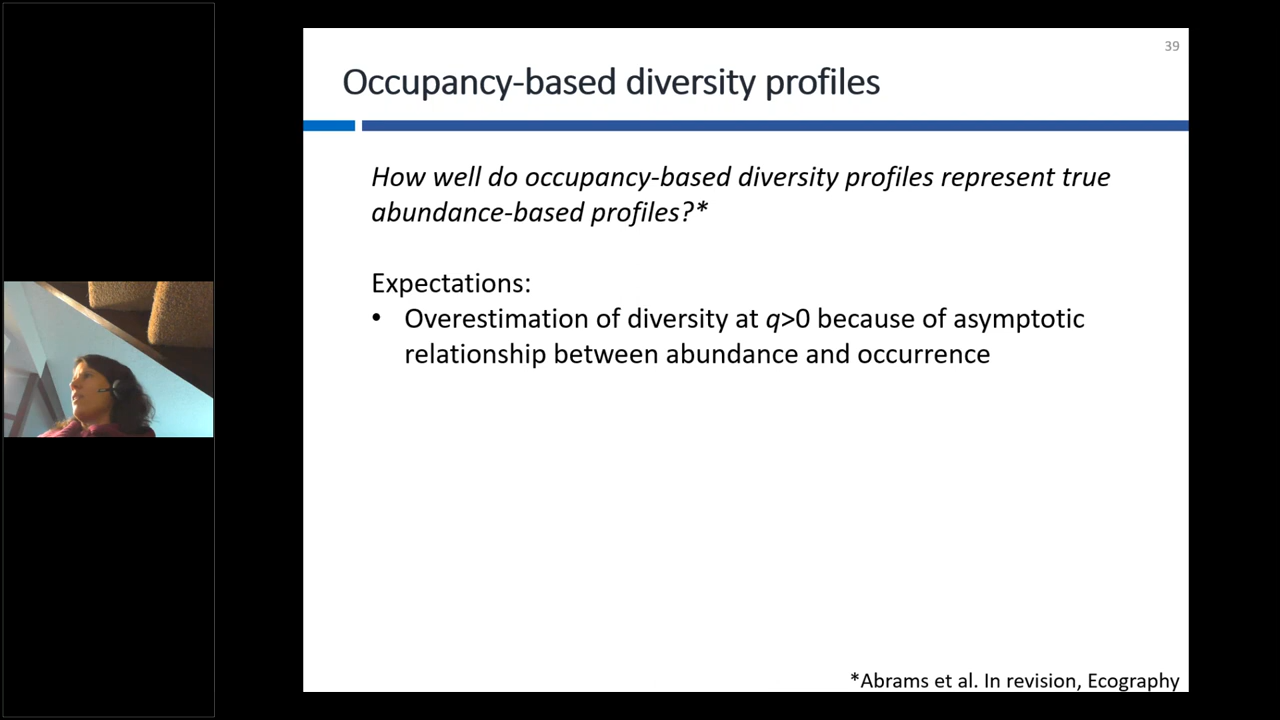 39
Occupancy-based diversity profiles
How well do occupancy-based diversity profiles represent true
abundance-based profiles?*
Expectations:
• Overestimation of diversity at q>0 because of asymptotic
relationship between abundance and occurrence
*Abrams et al. In revision, Ecography